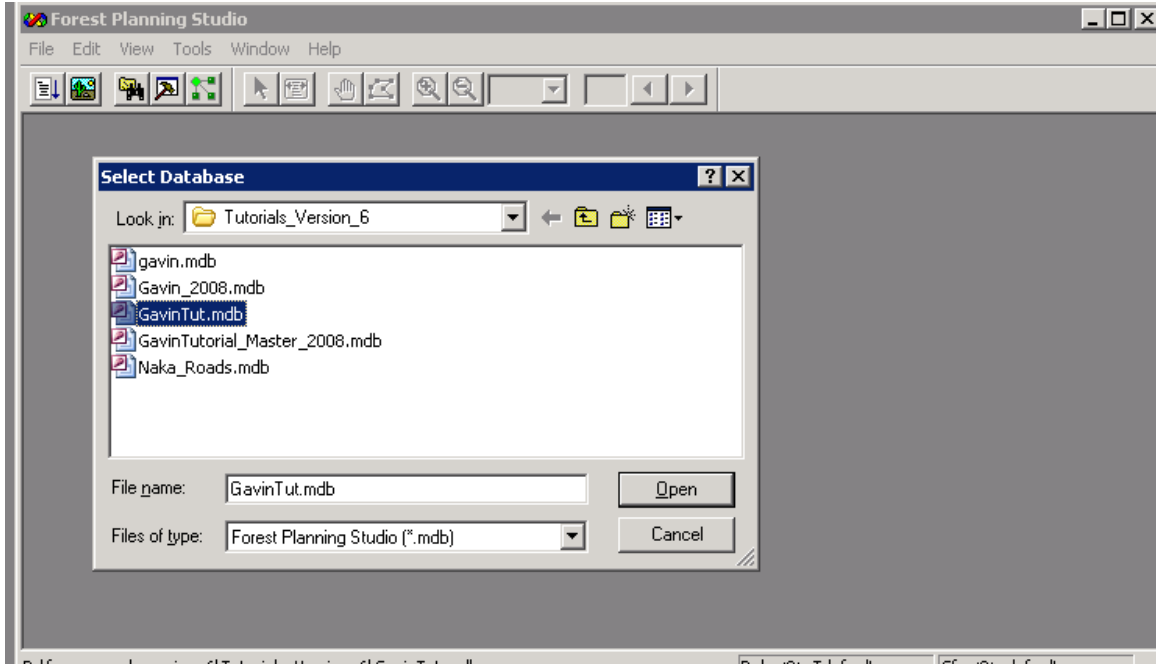 Forest Planning Studio
File Edit View Tools Window Help
Select Database
Look in: Tutorials_Version_6
gavin.mdb
Gavin_2008.mdb
GavinTut.mdb
GavinTutorial_Master_2008.mdb
Naka_Roads.mdb
File name: GavinTut.mdb
Open
Files of type: Forest Planning Studio (*.mdb)
Cancel